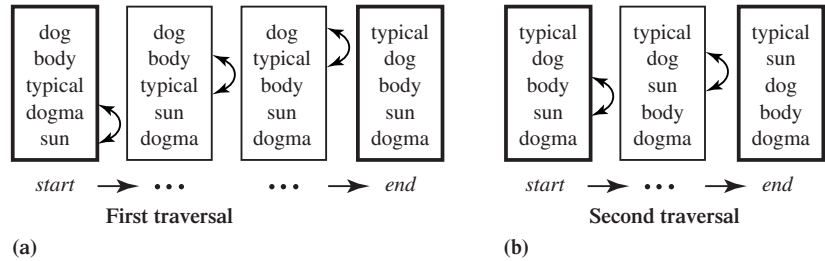 dog
body
typical
dogma
sun
dog
body
typical
sun
dogma
dog
typical
body
sun
dogma
typical
dog
body
sun
dogma
start
• • •
• • •
end
First traversal
(a)
typical
dog
body
sun
dogma
typical
dog
sun
body
dogma
typical
sun
dog
body
dogma
start
• • •
end
Second traversal
(b)